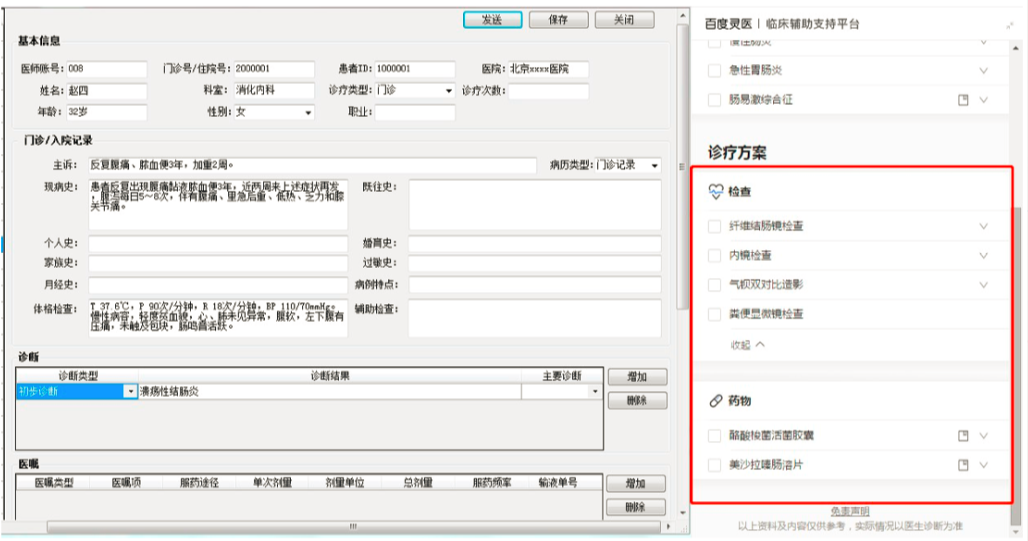 发送 保存 关闭
基本信息
医师账号: 008 门诊号/住院号: 2000001 患者ID: 1000001 医院: 北京xxxx医院
姓名: 赵四 科室: 消化内科 诊疗类型: 门诊 诊疗次数:
年龄: 32岁 性别: 女 职业:
门诊/入院记录
主诉: 反复腹痛、脓血便3年，加重2周。 病历类型: 门诊记录
现病史: 患者反复出现腹痛黏液脓血便3年，近两周来上述症状再发
，腹泻每日5～8次，伴有腹痛、里急后重、低热、乏力和膝
关节痛。
既往史:
个人史: 婚育史:
家族史: 过敏史:
月经史: 病例特点:
体格检查: T 37.6℃，P 90次/分钟，R 18次/分钟，BP 110/70mmHg。
慢性病容，轻度贫血貌，心、肺未见异常，腹软，左下腹有
压痛，未触及包块，肠鸣音活跃。
辅助检查:
诊断
诊断类型 诊断结果 主要诊断 增加
初步诊断 溃疡性结肠炎
删除
医嘱
医嘱类型 医嘱项 服药途径 单次剂量 剂量单位 总剂量 服药频率 输液单号 增加
删除
百度灵医 | 临床辅助支持平台
急性胃肠炎
肠易激综合征
诊疗方案
检查
纤维结肠镜检查
内镜检查
气钡双对比造影
粪便显微镜检查
收起
药物
酪酸梭菌活菌胶囊
美沙拉嗪肠溶片
免责声明
以上资料及内容仅供参考，实际情况以医生诊断为准